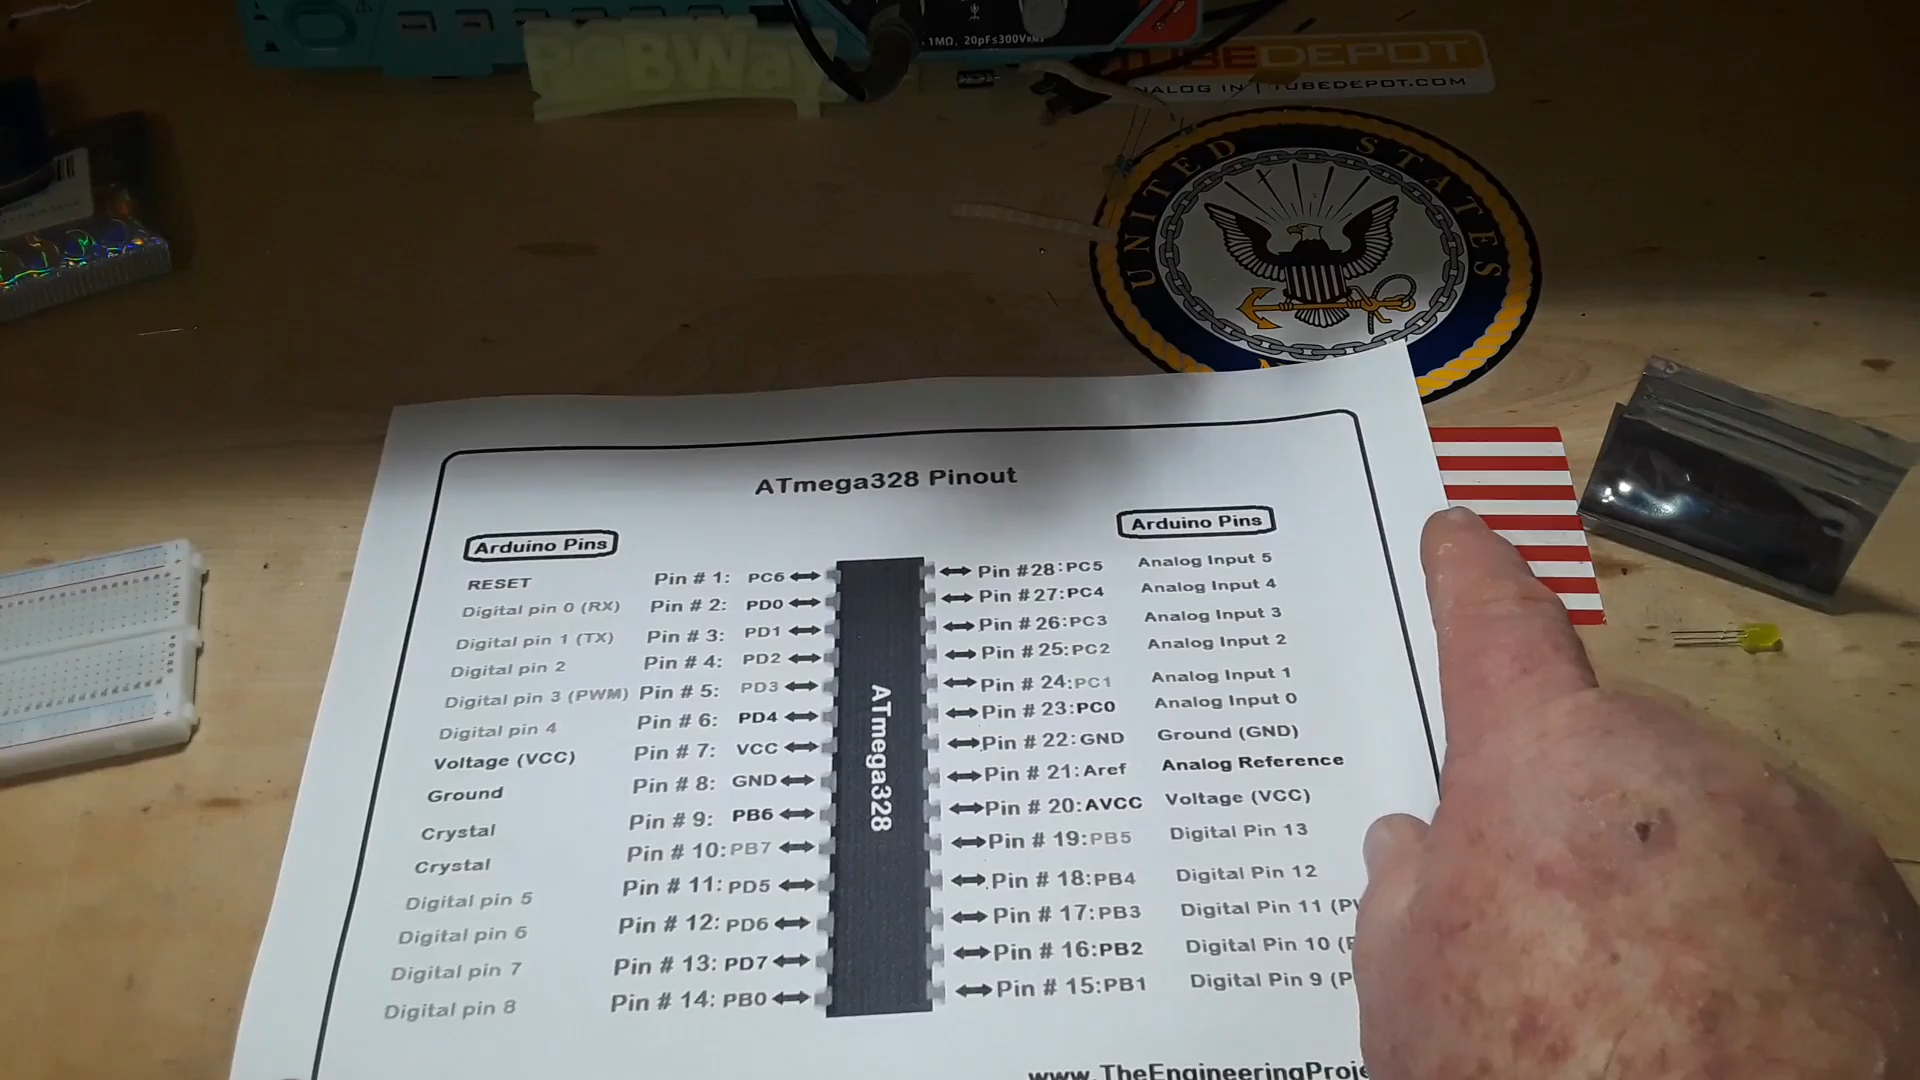 1MΩ, 20pF≤300VRMS
PCBWay
TUBEDEPOT
ANALOG IN | TUBEDEPOT.COM
UNITED STATES
ATmega328 Pinout
Arduino Pins
Arduino Pins
RESET Pin # 1: PC6
Pin #28:PC5 Analog Input 5
Digital pin 0 (RX) Pin # 2: PD0
Pin # 27:PC4 Analog Input 4
Digital pin 1 (TX) Pin # 3: PD1
Pin # 26:PC3 Analog Input 3
Digital pin 2 Pin # 4: PD2
Pin # 25:PC2 Analog Input 2
Digital pin 3 (PWM) Pin # 5: PD3
Pin # 24:PC1 Analog Input 1
Digital pin 4 Pin # 6: PD4
Pin # 23:PC0 Analog Input 0
Voltage (VCC) Pin # 7: VCC
Pin # 22:GND Ground (GND)
Ground Pin # 8: GND
Pin # 21:Aref Analog Reference
Crystal Pin # 9: PB6
Pin # 20:AVCC Voltage (VCC)
Crystal Pin # 10:PB7
Pin # 19:PB5 Digital Pin 13
Digital pin 5 Pin # 11: PD5
Pin # 18:PB4 Digital Pin 12
Digital pin 6 Pin # 12: PD6
Pin # 17:PB3 Digital Pin 11 (P
Digital pin 7 Pin # 13: PD7
Pin # 16:PB2 Digital Pin 10 (P
Digital pin 8 Pin # 14: PB0
Pin # 15:PB1 Digital Pin 9 (P
ATmega328
www.TheEngineeringProje